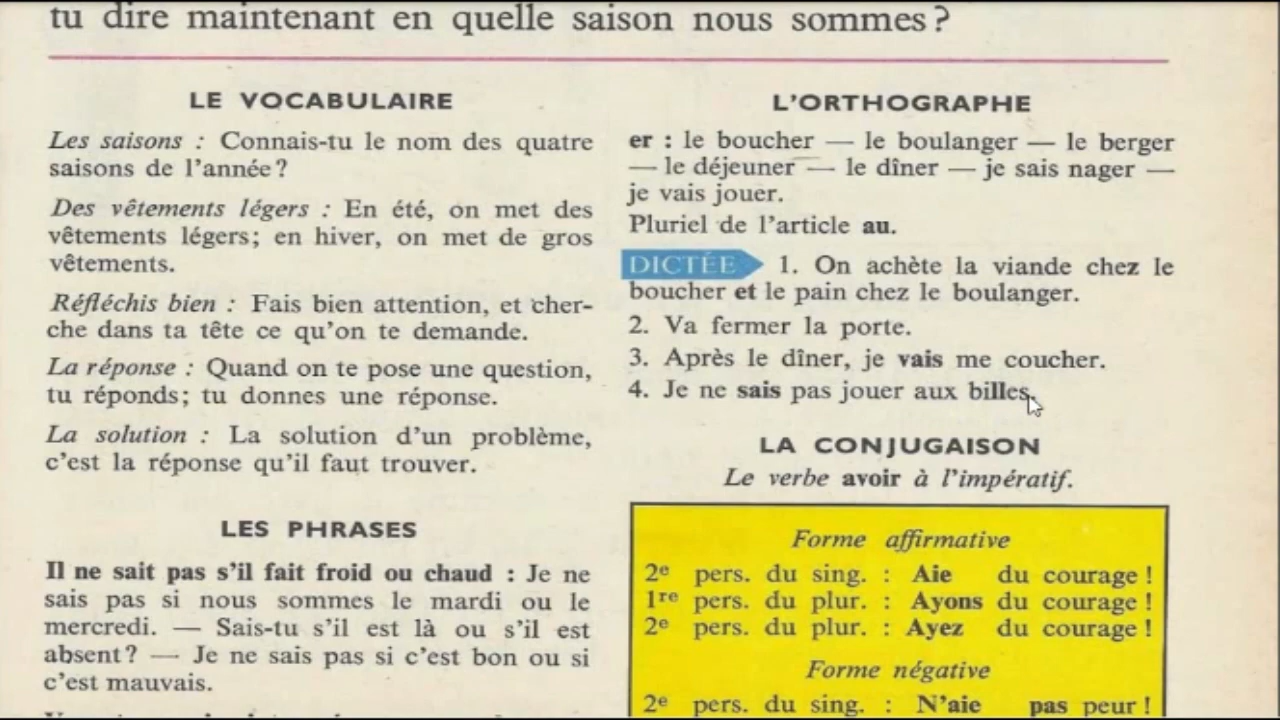 tu dire maintenant en quelle saison nous sommes ?
LE VOCABULAIRE
Les saisons : Connais-tu le nom des quatre
saisons de l'année ?
Des vêtements légers : En été, on met des
vêtements légers; en hiver, on met de gros
vêtements.
Réfléchis bien : Fais bien attention, et cher-
che dans ta tête ce qu'on te demande.
La réponse : Quand on te pose une question,
tu réponds; tu donnes une réponse.
La solution : La solution d'un problème,
c'est la réponse qu'il faut trouver.
LES PHRASES
Il ne sait pas s'il fait froid ou chaud : Je ne
sais pas si nous sommes le mardi ou le
mercredi. — Sais-tu s'il est là ou s'il est
absent ? — Je ne sais pas si c'est bon ou si
c'est mauvais.
L'ORTHOGRAPHE
er : le boucher — le boulanger — le berger
— le déjeuner — le dîner — je sais nager —
je vais jouer.
Pluriel de l'article au.
DICTÉE 1. On achète la viande chez le
boucher et le pain chez le boulanger.
2. Va fermer la porte.
3. Après le dîner, je vais me coucher.
4. Je ne sais pas jouer aux billes.
LA CONJUGAISON
Le verbe avoir à l'impératif.
Forme affirmative
2e pers. du sing. : Aie du courage !
1re pers. du plur. : Ayons du courage !
2e pers. du plur. : Ayez du courage !
Forme négative
2e pers. du sing. : N'aie pas peur !